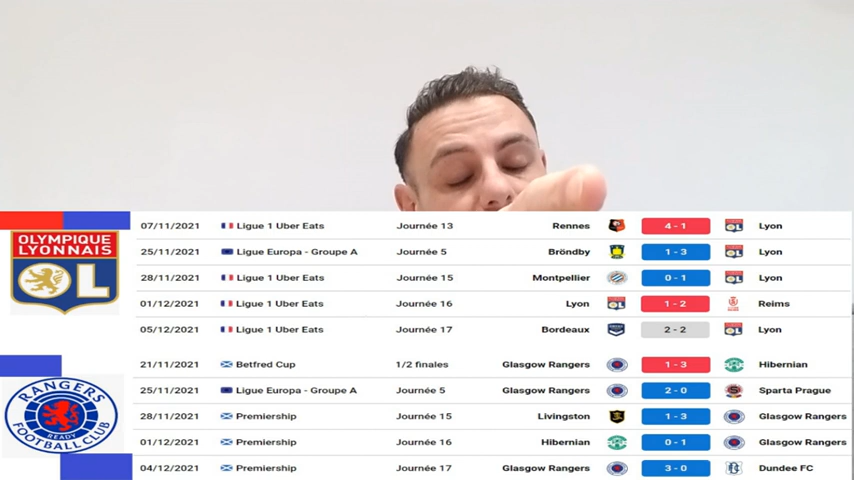 07/11/2021 Ligue 1 Uber Eats Journée 13 Rennes 4 - 1 Lyon
OLYMPIQUE
LYONNAIS
OL
25/11/2021 Ligue Europa - Groupe A Journée 5 Bröndby 1 - 3 Lyon
28/11/2021 Ligue 1 Uber Eats Journée 15 Montpellier 0 - 1 Lyon
01/12/2021 Ligue 1 Uber Eats Journée 16 Lyon 1 - 2 Reims
05/12/2021 Ligue 1 Uber Eats Journée 17 Bordeaux 2 - 2 Lyon
21/11/2021 Betfred Cup 1/2 finales Glasgow Rangers 1 - 3 Hibernian
RANGERS
READY
FOOTBALL CLUB
25/11/2021 Ligue Europa - Groupe A Journée 5 Glasgow Rangers 2 - 0 Sparta Prague
28/11/2021 Premiership Journée 15 Livingston 1 - 3 Glasgow Rangers
01/12/2021 Premiership Journée 16 Hibernian 0 - 1 Glasgow Rangers
04/12/2021 Premiership Journée 17 Glasgow Rangers 3 - 0 Dundee FC